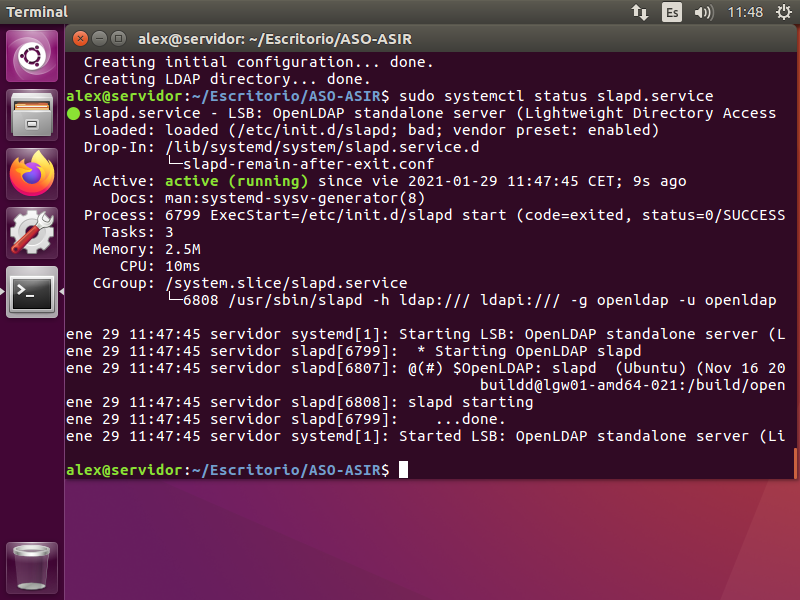 Terminal
Es
11:48
alex@servidor: ~/Escritorio/ASO-ASIR
Creating initial configuration... done.
Creating LDAP directory... done.
alex@servidor:~/Escritorio/ASO-ASIR$ sudo systemctl status slapd.service
● slapd.service - LSB: OpenLDAP standalone server (Lightweight Directory Access
Loaded: loaded (/etc/init.d/slapd; bad; vendor preset: enabled)
Drop-In: /lib/systemd/system/slapd.service.d
└─slapd-remain-after-exit.conf
Active: active (running) since vie 2021-01-29 11:47:45 CET; 9s ago
Docs: man:systemd-sysv-generator(8)
Process: 6799 ExecStart=/etc/init.d/slapd start (code=exited, status=0/SUCCESS
Tasks: 3
Memory: 2.5M
CPU: 10ms
CGroup: /system.slice/slapd.service
└─6808 /usr/sbin/slapd -h ldap:/// ldapi:/// -g openldap -u openldap
ene 29 11:47:45 servidor systemd[1]: Starting LSB: OpenLDAP standalone server (L
ene 29 11:47:45 servidor slapd[6799]:  * Starting OpenLDAP slapd
ene 29 11:47:45 servidor slapd[6807]: @(#) $OpenLDAP: slapd  (Ubuntu) (Nov 16 20
buildd@lgw01-amd64-021:/build/open
ene 29 11:47:45 servidor slapd[6808]: slapd starting
ene 29 11:47:45 servidor slapd[6799]:    ...done.
ene 29 11:47:45 servidor systemd[1]: Started LSB: OpenLDAP standalone server (Li
alex@servidor:~/Escritorio/ASO-ASIR$